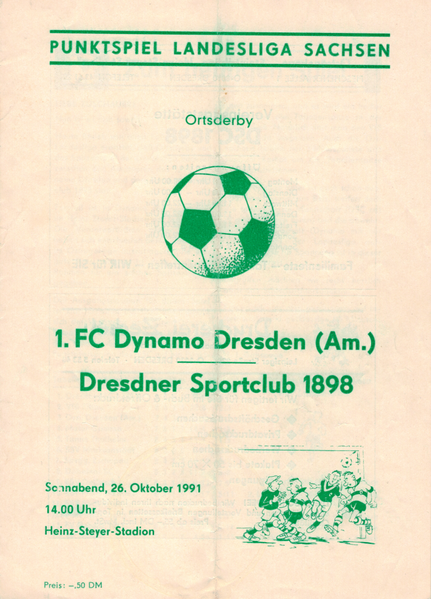 PUNKTSPIEL LANDESLIGA SACHSEN
Ortsderby
1. FC Dynamo Dresden (Am.)
Dresdner Sportclub 1898
Sonnabend, 26. Oktober 1991
14.00 Uhr
Heinz-Steyer-Stadion
Preis: –,50 DM